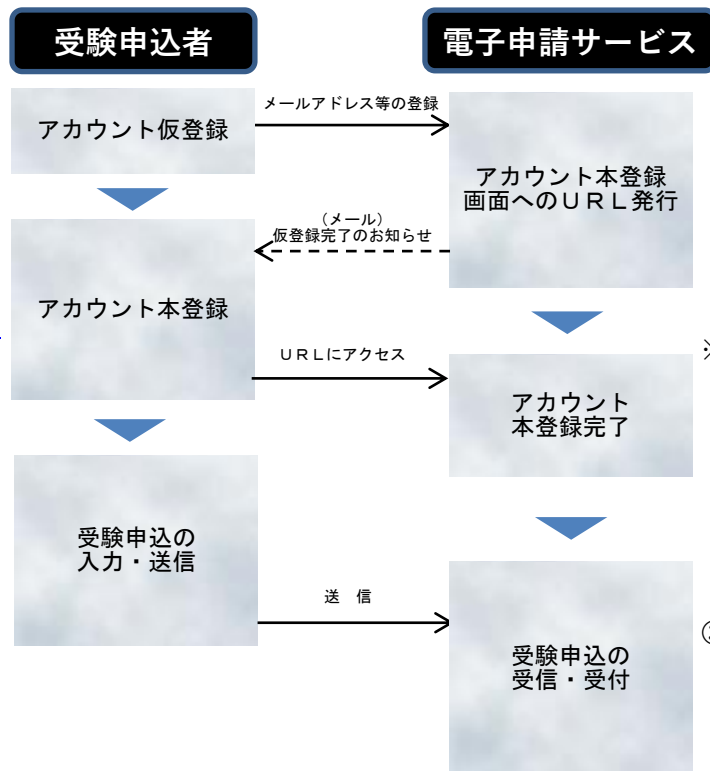 受験申込者
電子申請サービス
アカウント仮登録
メールアドレス等の登録
アカウント本登録
画面へのＵＲＬ発行
（メール）
仮登録完了のお知らせ
アカウント本登録
ＵＲＬにアクセス
※
アカウント
本登録完了
受験申込の
入力・送信
送　信
受験申込の
受信・受付